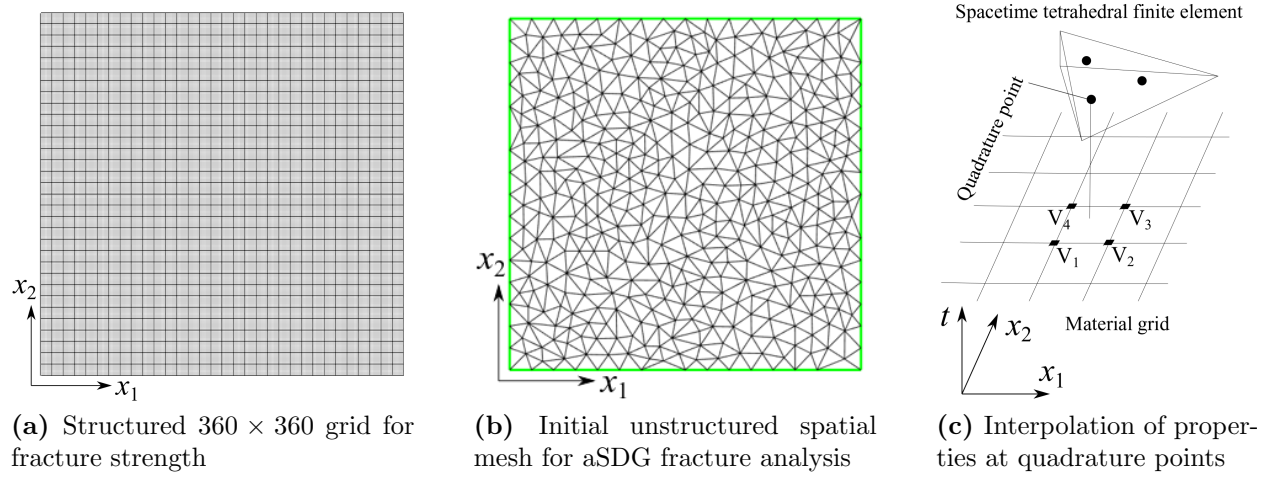 x₂
x₁
(a) Structured 360 × 360 grid for
fracture strength
x₂
x₁
(b) Initial unstructured spatial
mesh for aSDG fracture analysis
Spacetime tetrahedral finite element
Quadrature point
V₄
V₃
V₁
V₂
t
x₂
Material grid
x₁
(c) Interpolation of proper-
ties at quadrature points